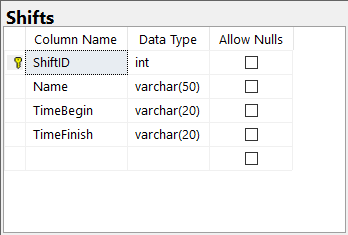 Shifts
Column Name Data Type Allow Nulls
ShiftID int
Name varchar(50)
TimeBegin varchar(20)
TimeFinish varchar(20)